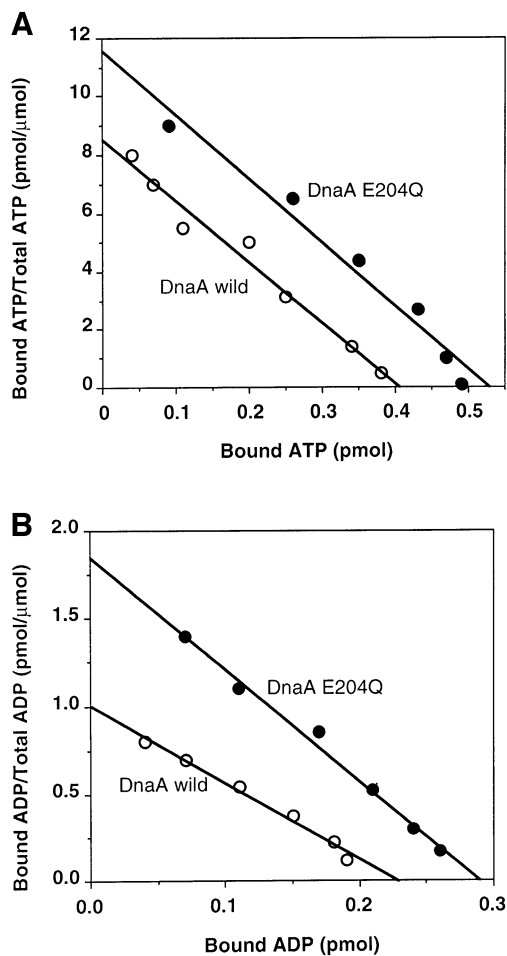 A
Bound ATP/Total ATP (pmol/μmol)
12
10
8
6
4
2
0
DnaA E204Q
DnaA wild
0 0.1 0.2 0.3 0.4 0.5
Bound ATP (pmol)
B
Bound ADP/Total ADP (pmol/μmol)
2.0
1.5
1.0
0.5
0.0
DnaA E204Q
DnaA wild
0.0 0.1 0.2 0.3
Bound ADP (pmol)